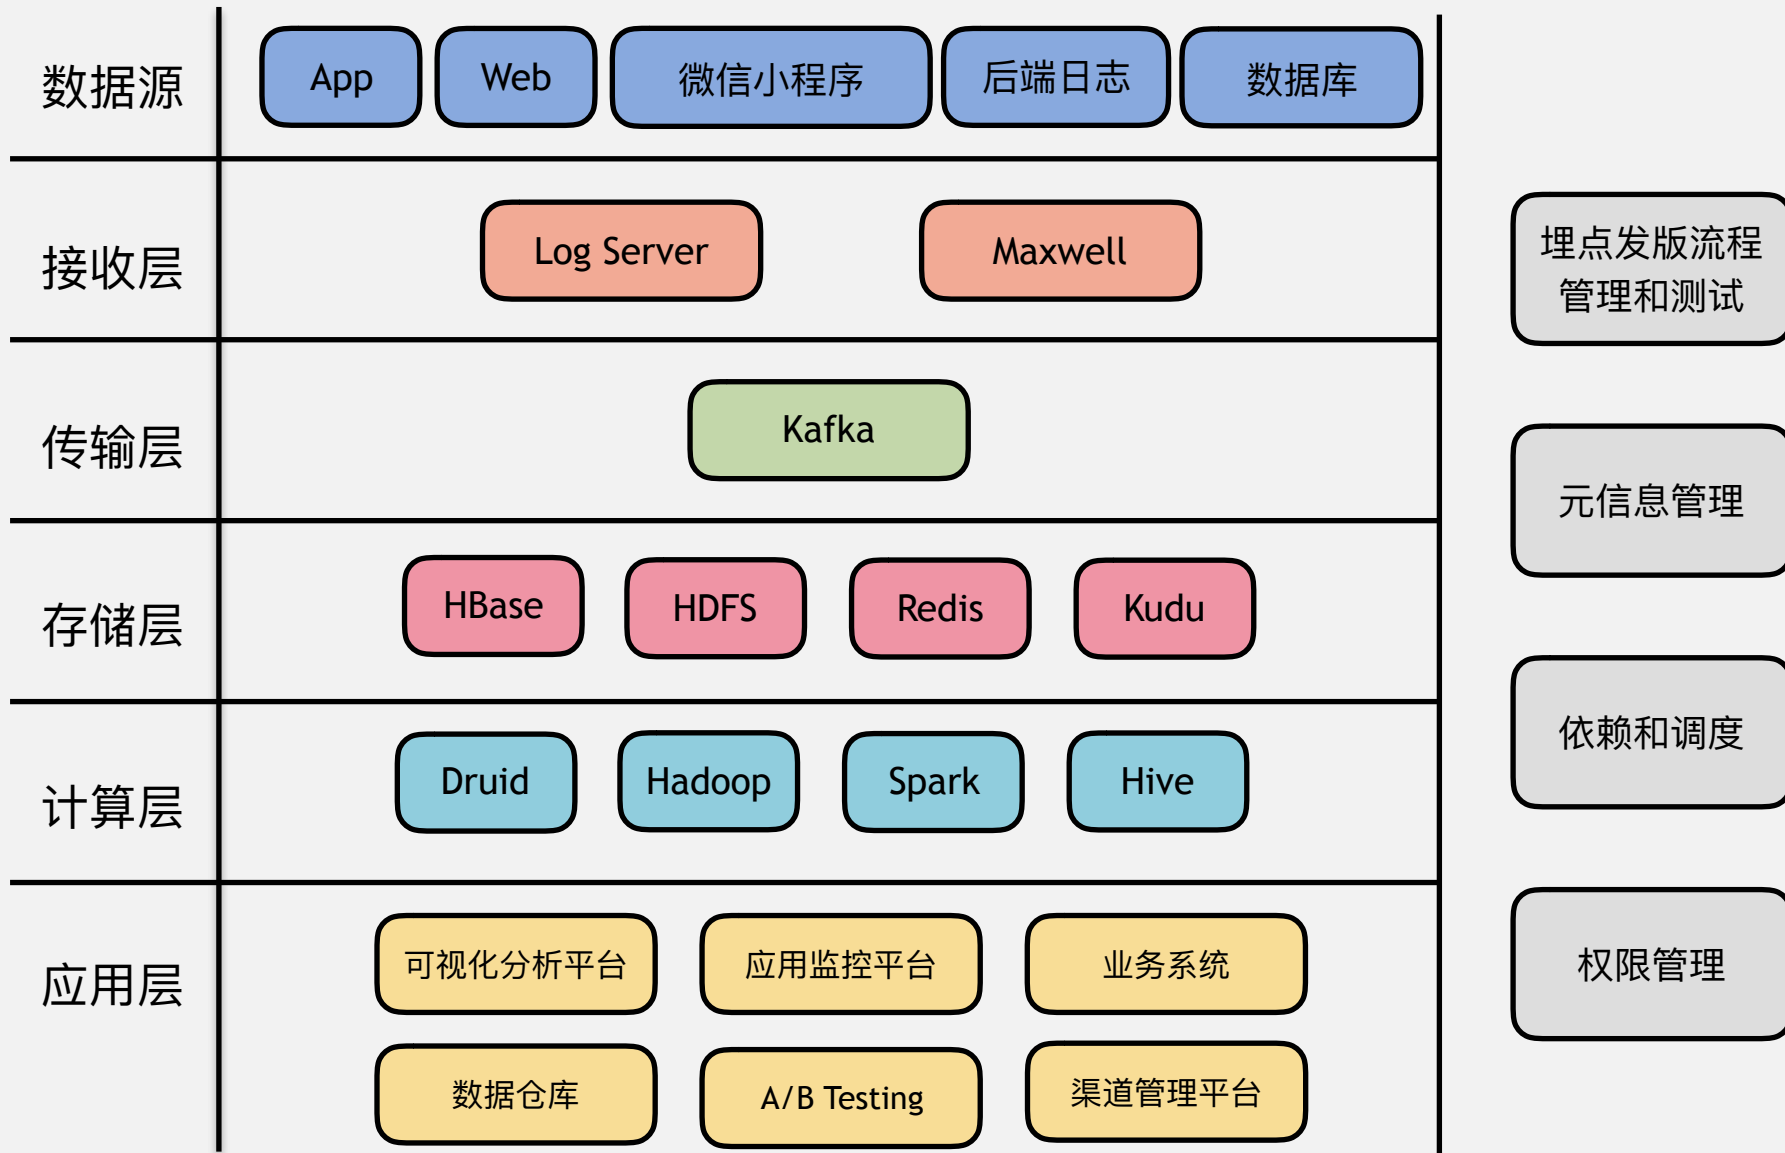 数据源
App
Web
微信小程序
后端日志
数据库
接收层
Log Server
Maxwell
传输层
Kafka
存储层
HBase
HDFS
Redis
Kudu
计算层
Druid
Hadoop
Spark
Hive
应用层
可视化分析平台
应用监控平台
业务系统
数据仓库
A/B Testing
渠道管理平台
埋点发版流程
管理和测试
元信息管理
依赖和调度
权限管理